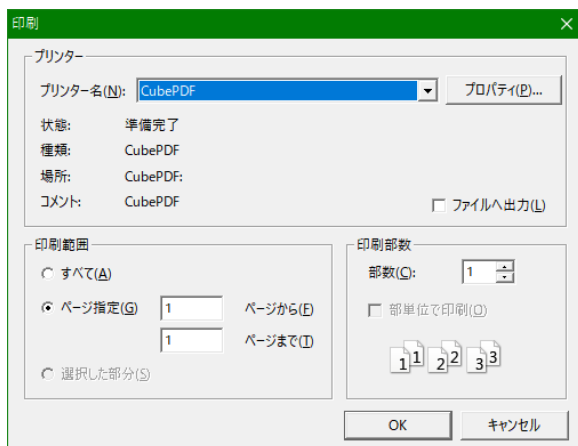 印刷
プリンター
プリンター名(N): CubePDF プロパティ(P)...
状態: 準備完了
種類: CubePDF
場所: CubePDF:
コメント: CubePDF ファイルへ出力(L)
印刷範囲
すべて(A)
ページ指定(G) 1 ページから(F)
1 ページまで(T)
選択した部分(S)
印刷部数
部数(C): 1
部単位で印刷(O)
1 1 2 2 3 3
OK キャンセル